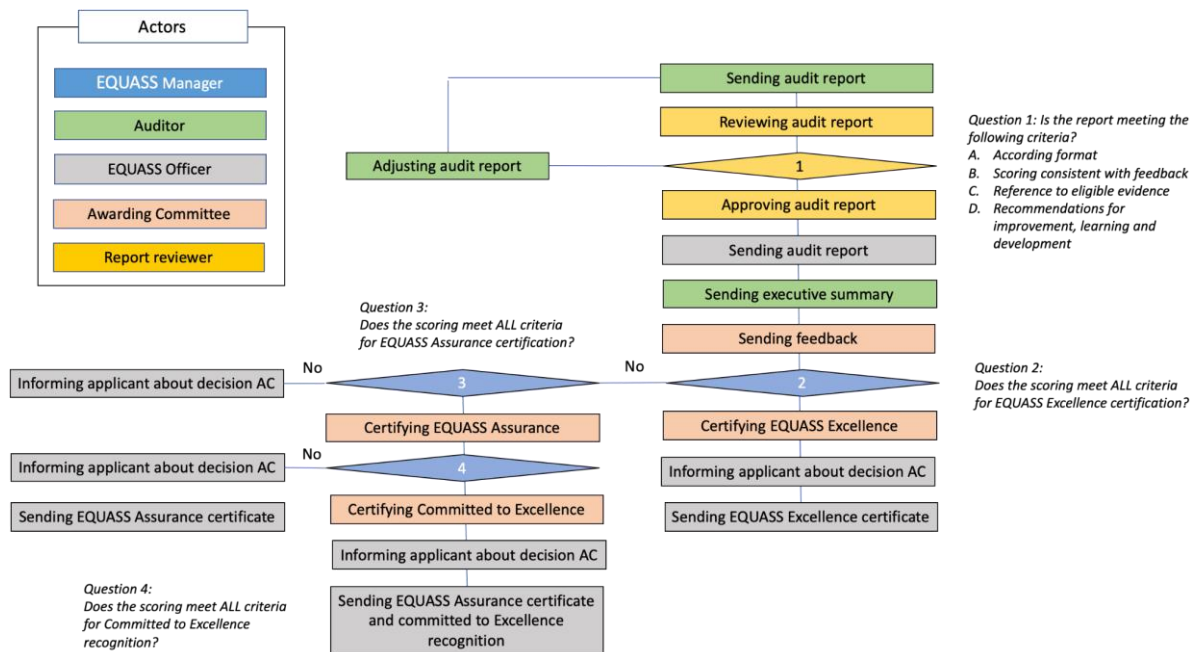 Actors
EQUASS Manager
Auditor
EQUASS Officer
Awarding Committee
Report reviewer
Sending audit report
Reviewing audit report
Adjusting audit report
1
Question 1: Is the report meeting the
following criteria?
A. According format
B. Scoring consistent with feedback
C. Reference to eligible evidence
D. Recommendations for
improvement, learning and
development
Approving audit report
Sending audit report
Sending executive summary
Sending feedback
Question 3:
Does the scoring meet ALL criteria
for EQUASS Assurance certification?
Informing applicant about decision AC
No
3
No
2
Question 2:
Does the scoring meet ALL criteria
for EQUASS Excellence certification?
Certifying EQUASS Assurance
Certifying EQUASS Excellence
Informing applicant about decision AC
No
4
Informing applicant about decision AC
Sending EQUASS Assurance certificate
Certifying Committed to Excellence
Sending EQUASS Excellence certificate
Informing applicant about decision AC
Question 4:
Does the scoring meet ALL criteria
for Committed to Excellence
recognition?
Sending EQUASS Assurance certificate
and committed to Excellence
recognition